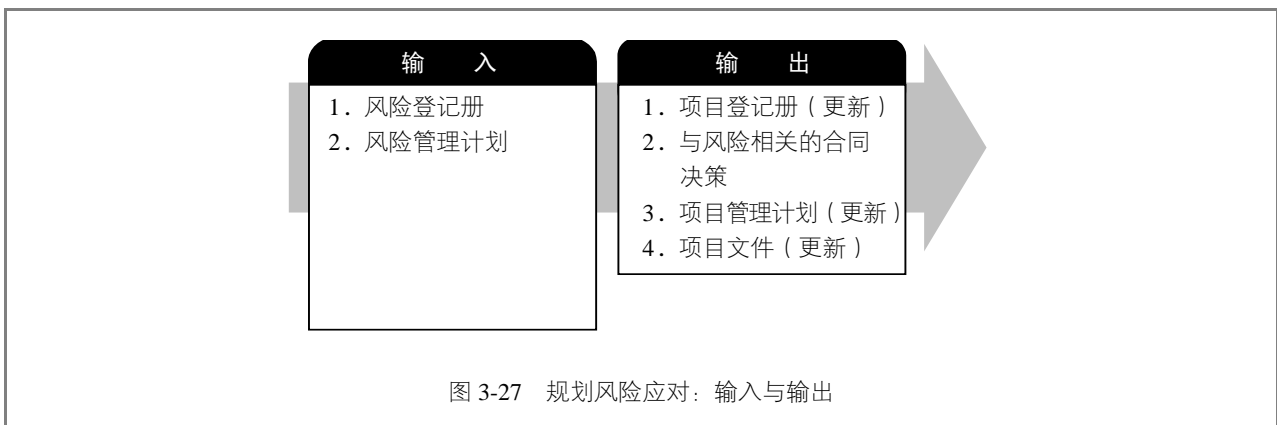 输 入
1. 风险登记册
2. 风险管理计划
输 出
1. 项目登记册（更新）
2. 与风险相关的合同
决策
3. 项目管理计划（更新）
4. 项目文件（更新）
图 3-27 规划风险应对：输入与输出